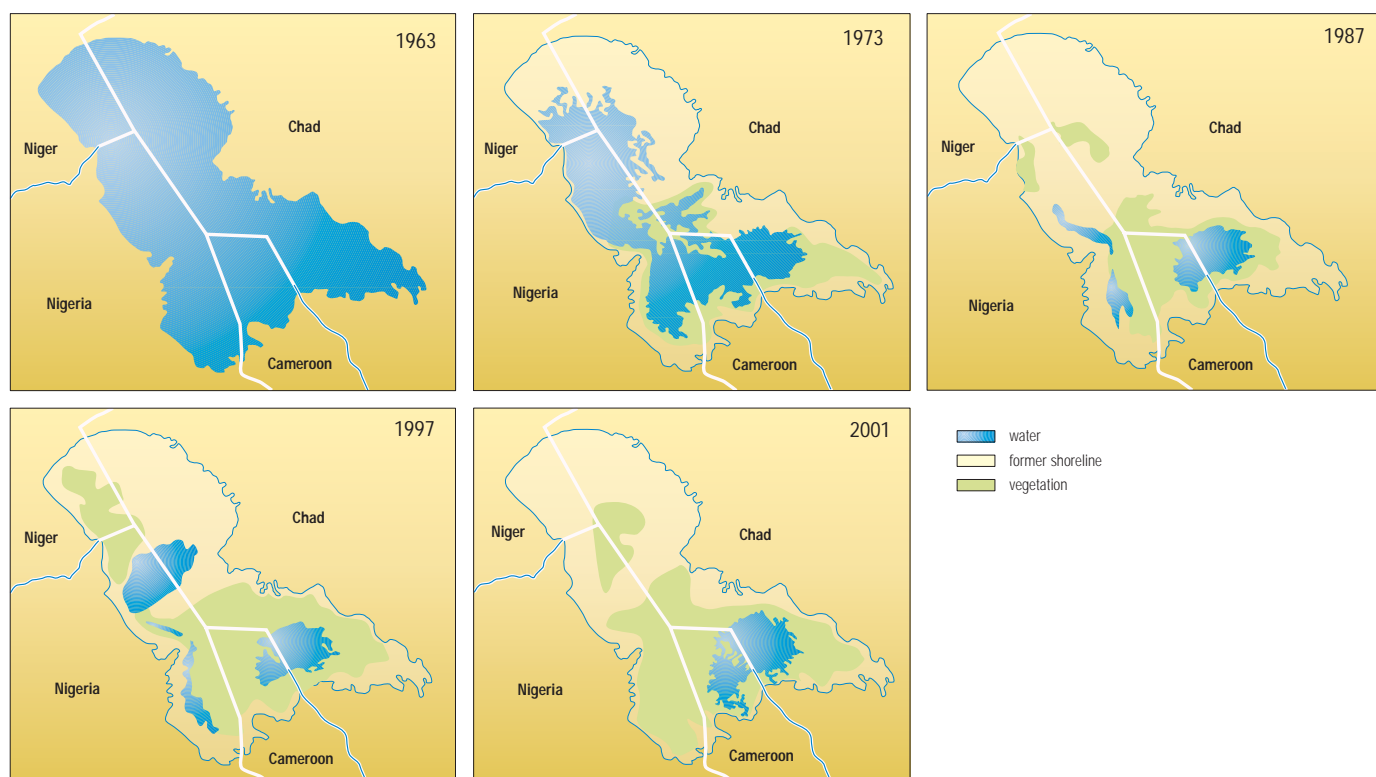 1963
Chad
Niger
Nigeria
Cameroon
1973
Chad
Niger
Nigeria
Cameroon
1987
Chad
Niger
Nigeria
Cameroon
1997
Chad
Niger
Nigeria
Cameroon
2001
Chad
Niger
Nigeria
Cameroon
water
former shoreline
vegetation